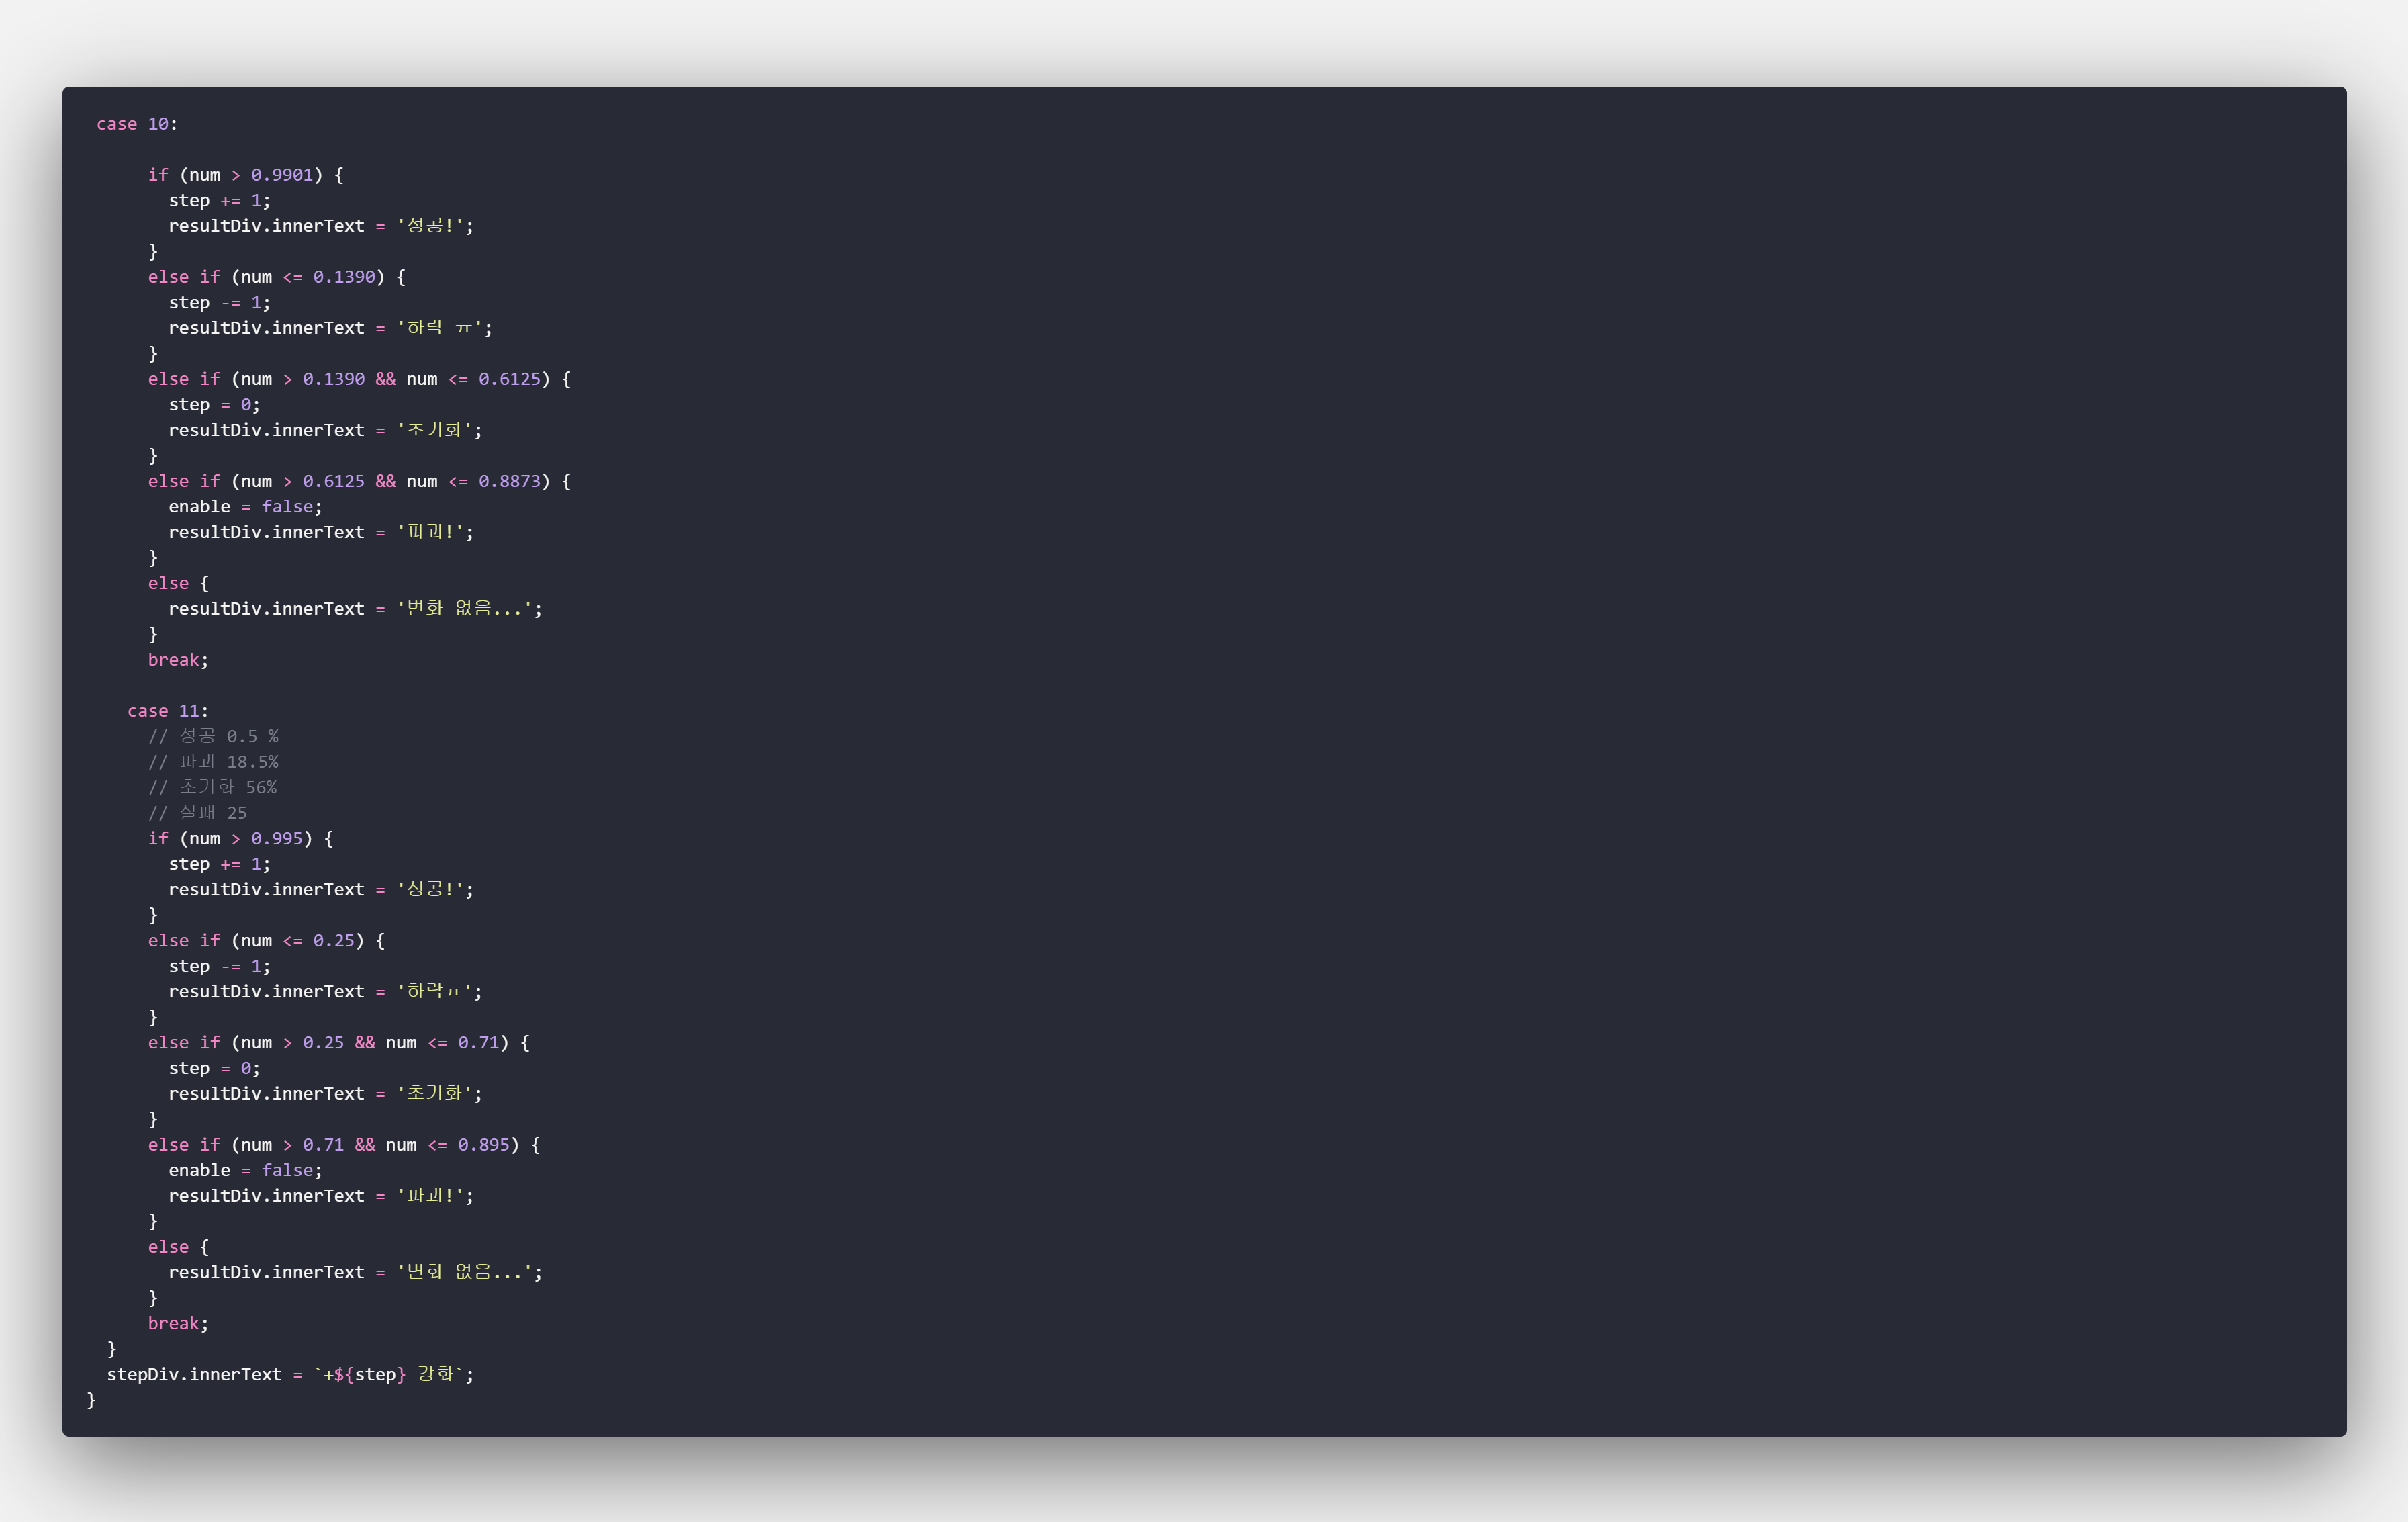 case 10:
if (num > 0.9901) {
step += 1;
resultDiv.innerText = '성공!';
}
else if (num <= 0.1390) {
step -= 1;
resultDiv.innerText = '하락 ㅠ';
}
else if (num > 0.1390 && num <= 0.6125) {
step = 0;
resultDiv.innerText = '초기화';
}
else if (num > 0.6125 && num <= 0.8873) {
enable = false;
resultDiv.innerText = '파괴!';
}
else {
resultDiv.innerText = '변화 없음...';
}
break;
case 11:
// 성공 0.5 %
// 파괴 18.5%
// 초기화 56%
// 실패 25
if (num > 0.995) {
step += 1;
resultDiv.innerText = '성공!';
}
else if (num <= 0.25) {
step -= 1;
resultDiv.innerText = '하락ㅠ';
}
else if (num > 0.25 && num <= 0.71) {
step = 0;
resultDiv.innerText = '초기화';
}
else if (num > 0.71 && num <= 0.895) {
enable = false;
resultDiv.innerText = '파괴!';
}
else {
resultDiv.innerText = '변화 없음...';
}
break;
}
stepDiv.innerText = `+${step} 강화`;
}